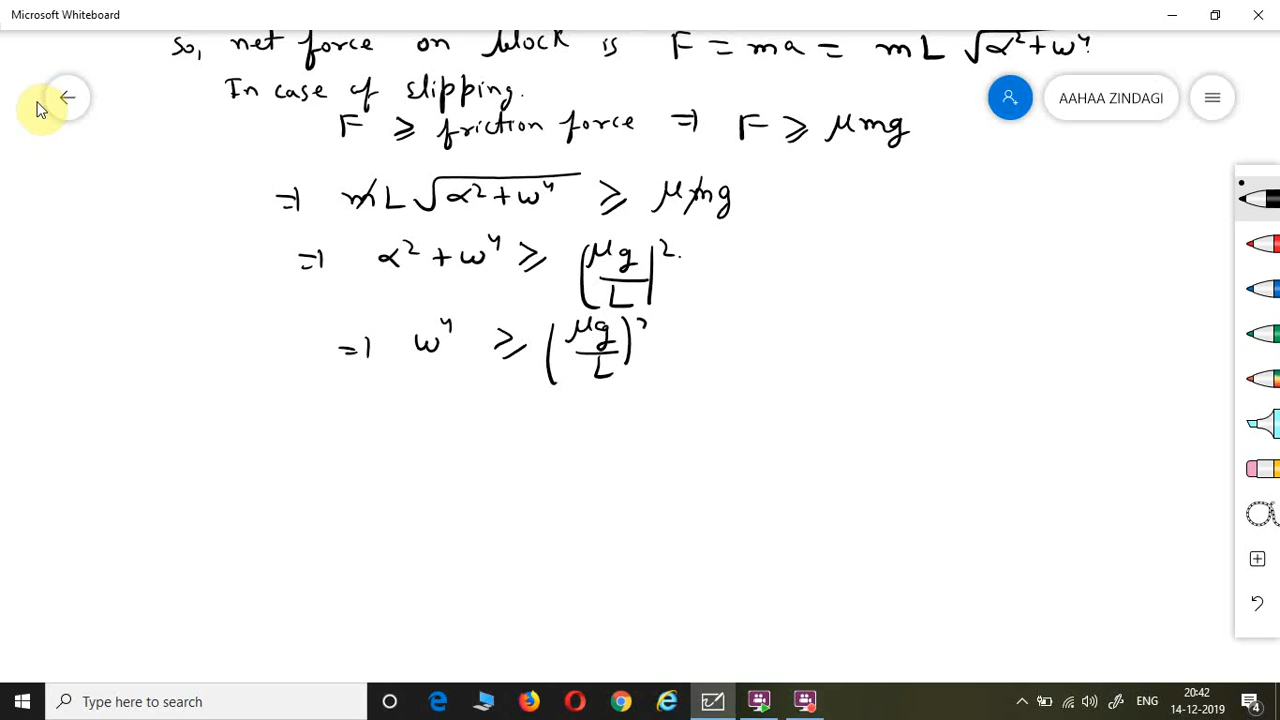 Microsoft Whiteboard
So, net force on block is F = ma = mL √(α² + ω⁴)
In case of slipping.
F ≥ friction force ⇒ F ≥ μmg
AAHAA ZINDAGI
⇒ mL √(α² + ω⁴) ≥ μmg
⇒ α² + ω⁴ ≥ (μg/L)².
⇒ ω⁴ ≥ (μg/L)²
Type here to search
ENG
20:42
14-12-2019
4